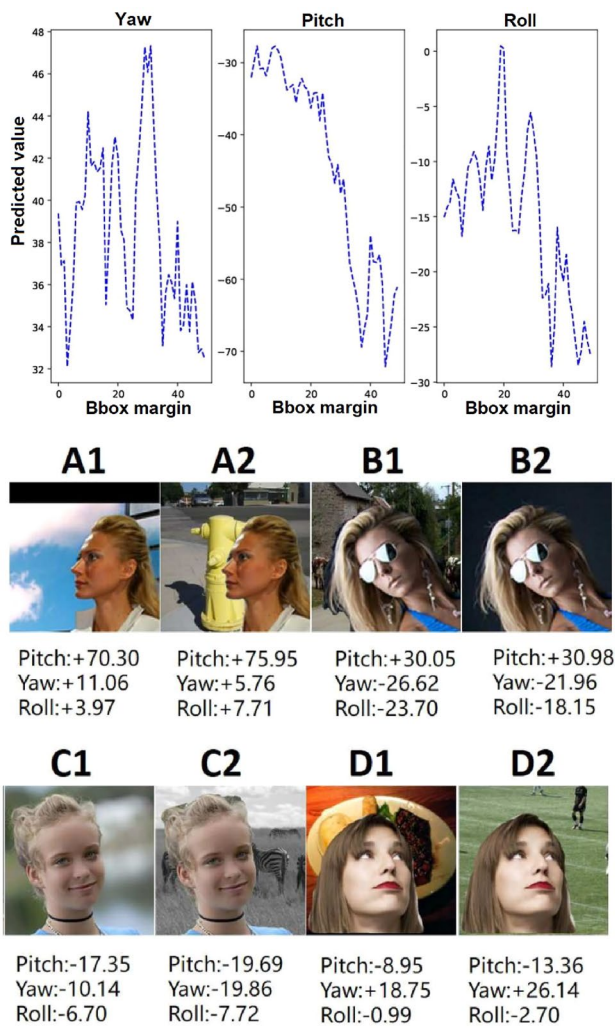 Yaw Pitch Roll
Predicted value
48
46
44
42
40
38
36
34
32
0 20 40
Bbox margin
−30
−40
−50
−60
−70
0 20 40
Bbox margin
0
−5
−10
−15
−20
−25
−30
0 20 40
Bbox margin
A1 A2 B1 B2
Pitch:+70.30 Pitch:+75.95 Pitch:+30.05 Pitch:+30.98
Yaw:+11.06 Yaw:+5.76 Yaw:-26.62 Yaw:-21.96
Roll:+3.97 Roll:+7.71 Roll:-23.70 Roll:-18.15
C1 C2 D1 D2
Pitch:-17.35 Pitch:-19.69 Pitch:-8.95 Pitch:-13.36
Yaw:-10.14 Yaw:-19.86 Yaw:+18.75 Yaw:+26.14
Roll:-6.70 Roll:-7.72 Roll:-0.99 Roll:-2.70